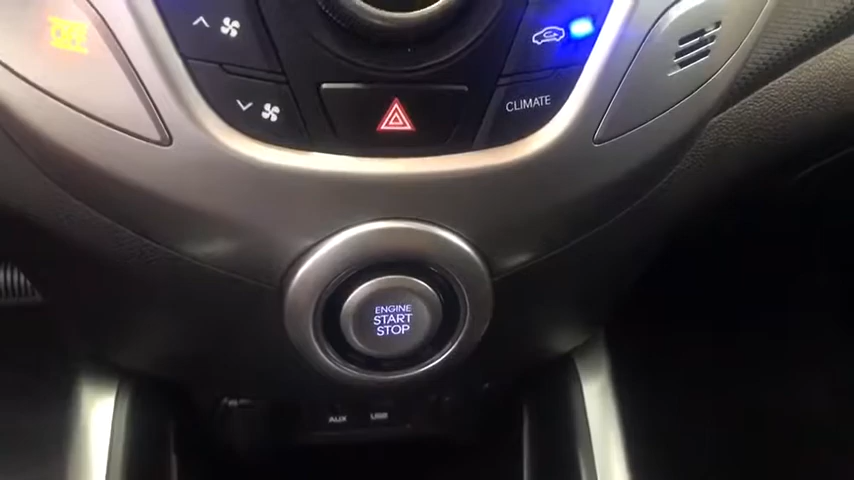 CLIMATE
ENGINE
START
STOP
AUX
USB